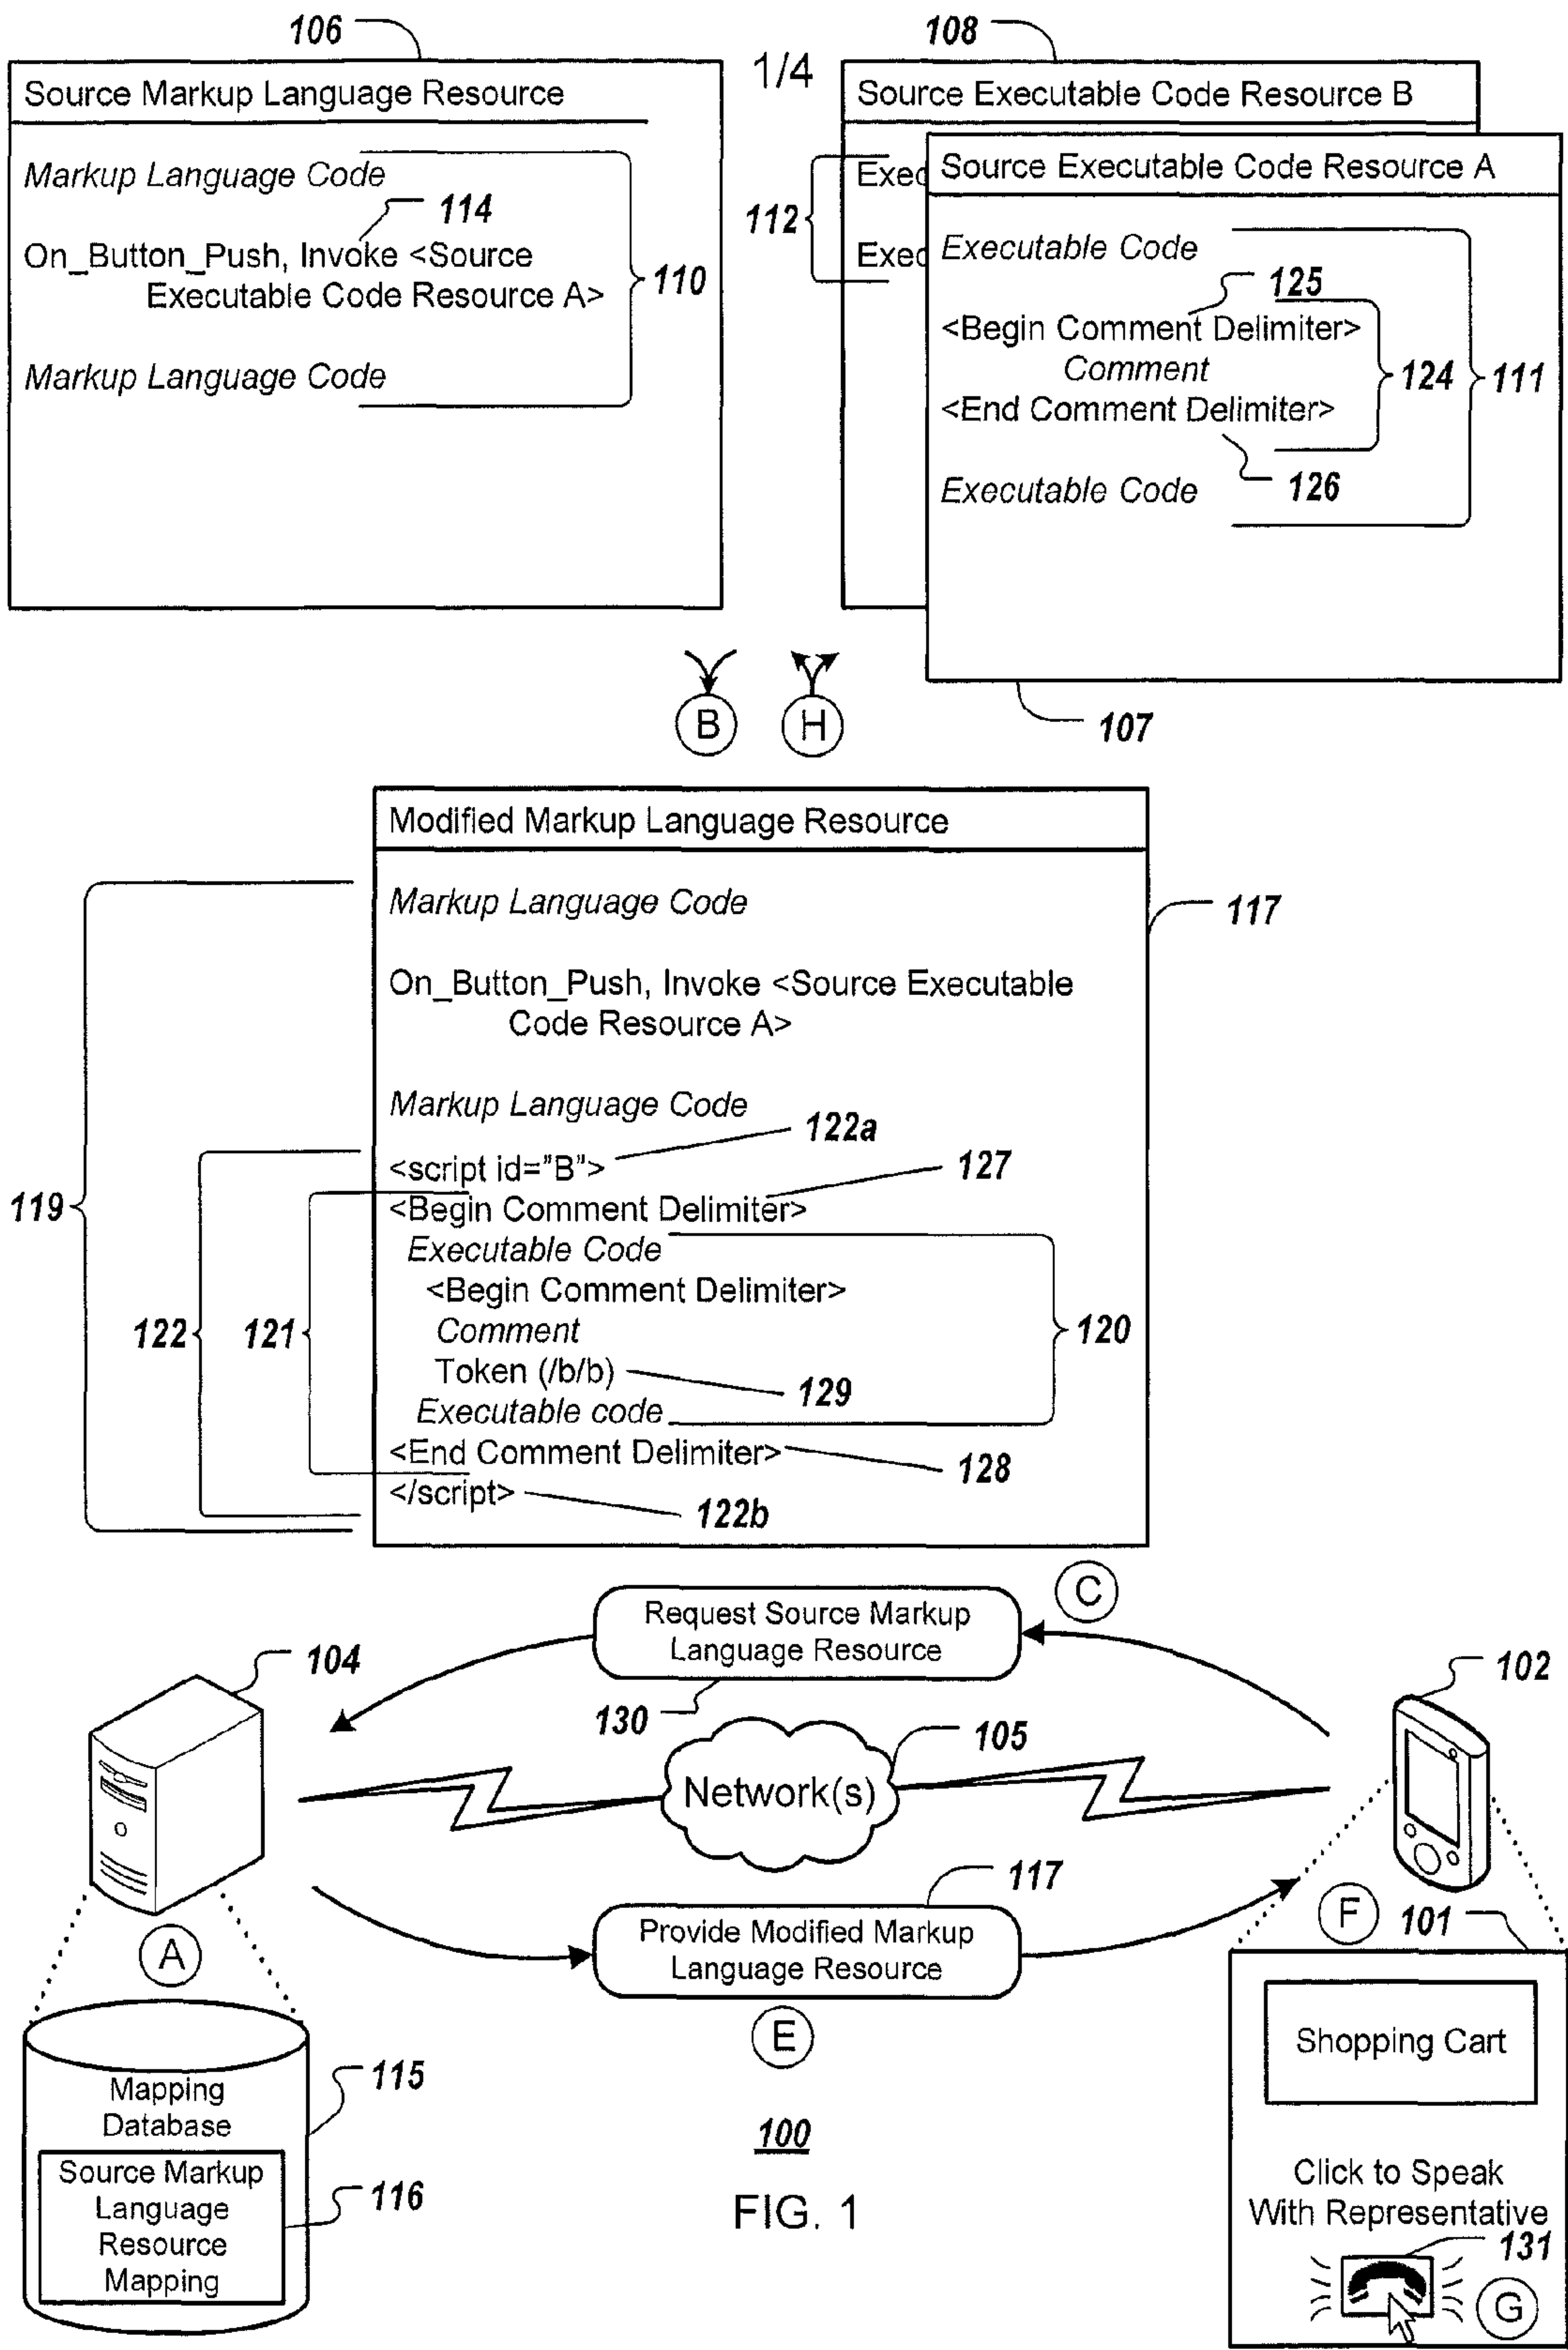 106
1/4
108
Source Markup Language Resource
Markup Language Code
114
On_Button_Push, Invoke <Source
Executable Code Resource A>
110
Markup Language Code
Source Executable Code Resource B
Exec
112
Exec
Source Executable Code Resource A
Executable Code
125
<Begin Comment Delimiter>
Comment
124
111
<End Comment Delimiter>
126
Executable Code
107
B
H
Modified Markup Language Resource
117
Markup Language Code
On_Button_Push, Invoke <Source Executable
Code Resource A>
Markup Language Code
122a
<script id="B">
127
119
<Begin Comment Delimiter>
Executable Code
<Begin Comment Delimiter>
122
121
Comment
120
Token (/b/b)
129
Executable code
<End Comment Delimiter>
128
</script>
122b
C
Request Source Markup
Language Resource
130
104
102
105
Network(s)
117
Provide Modified Markup
Language Resource
E
A
F
101
Mapping
Database
115
Source Markup
Language
Resource
Mapping
116
100
FIG. 1
Shopping Cart
Click to Speak
With Representative
131
G